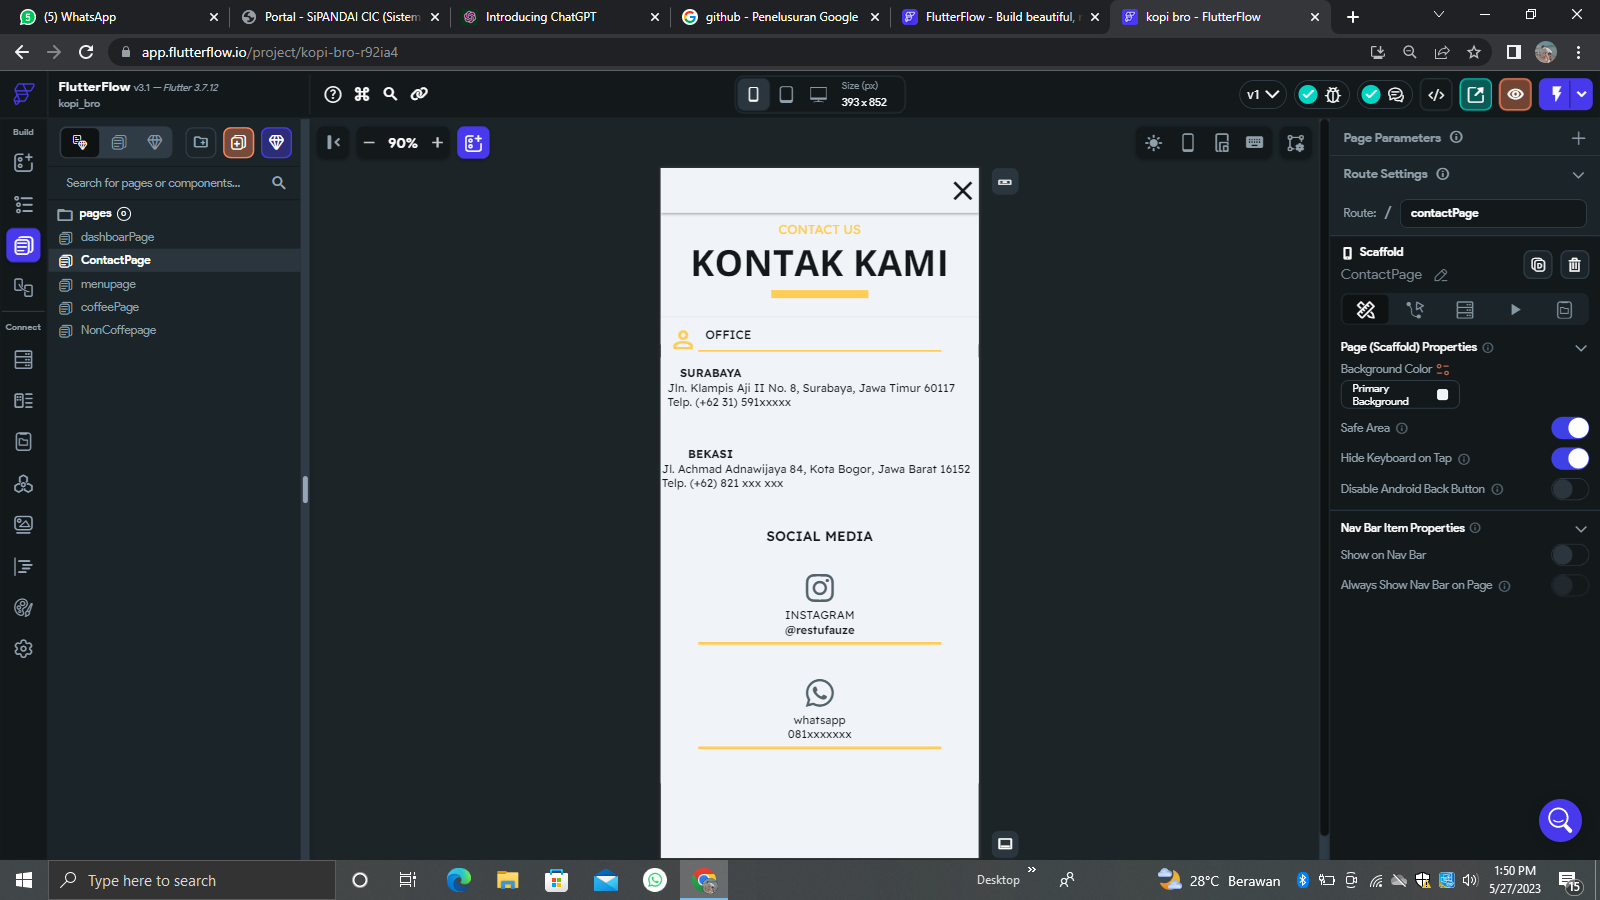 (5) WhatsApp
Portal - SiPANDAI CIC (Sistem
Introducing ChatGPT
github - Penelusuran Google
FlutterFlow - Build beautiful,
kopi bro - FlutterFlow
app.flutterflow.io/project/kopi-bro-r92ia4
FlutterFlow v3.1 — Flutter 3.7.12
kopi_bro
Size (px)
393 x 852
v1
Build
90%
Page Parameters
Search for pages or components...
Route Settings
pages 0
Route: / contactPage
dashboarPage
ContactPage
menupage
coffeePage
NonCoffepage
Connect
CONTACT US
KONTAK KAMI
OFFICE
SURABAYA
Jln. Klampis Aji II No. 8, Surabaya, Jawa Timur 60117
Telp. (+62 31) 591xxxxx
BEKASI
Jl. Achmad Adnawijaya 84, Kota Bogor, Jawa Barat 16152
Telp. (+62) 821 xxx xxx
SOCIAL MEDIA
INSTAGRAM
@restufauze
whatsapp
081xxxxxxx
Scaffold
ContactPage
Page (Scaffold) Properties
Background Color
Primary
Background
Safe Area
Hide Keyboard on Tap
Disable Android Back Button
Nav Bar Item Properties
Show on Nav Bar
Always Show Nav Bar on Page
Type here to search
Desktop
28°C Berawan
1:50 PM
5/27/2023
15